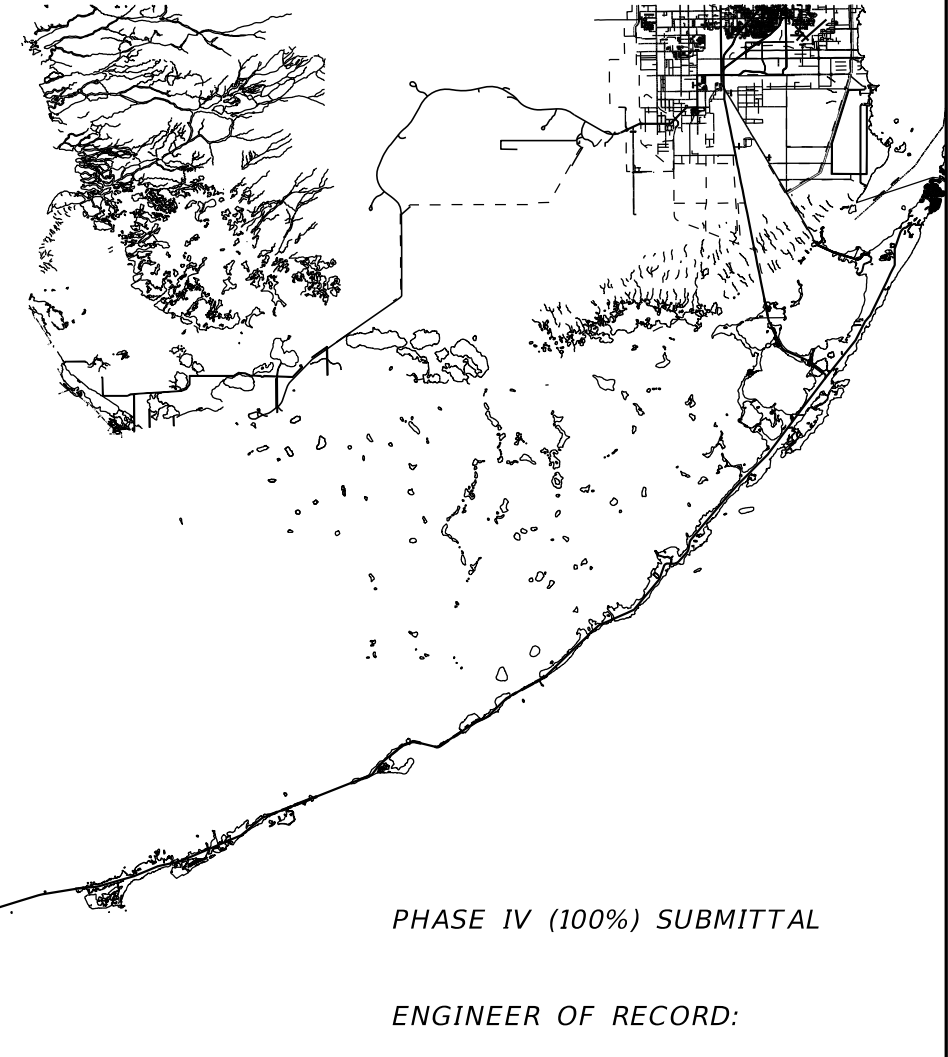 PHASE IV (100%) SUBMITTAL
ENGINEER OF RECORD: